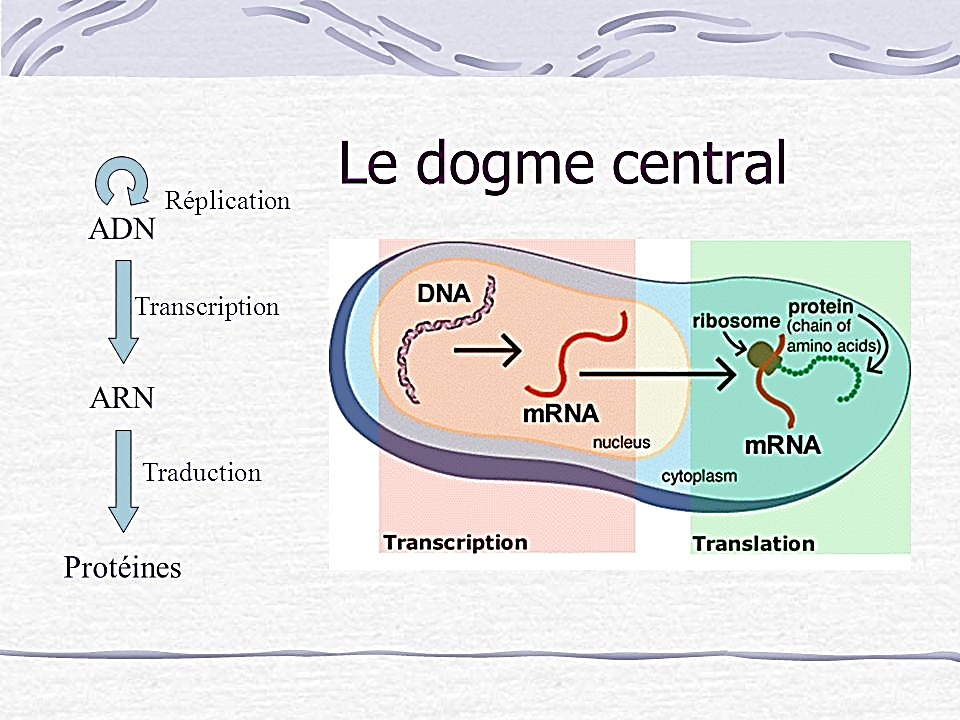 Le dogme central
Réplication
ADN
Transcription
ARN
Traduction
Protéines
DNA
mRNA
nucleus
cytoplasm
ribosome
protein
(chain of
amino acids)
mRNA
Transcription
Translation